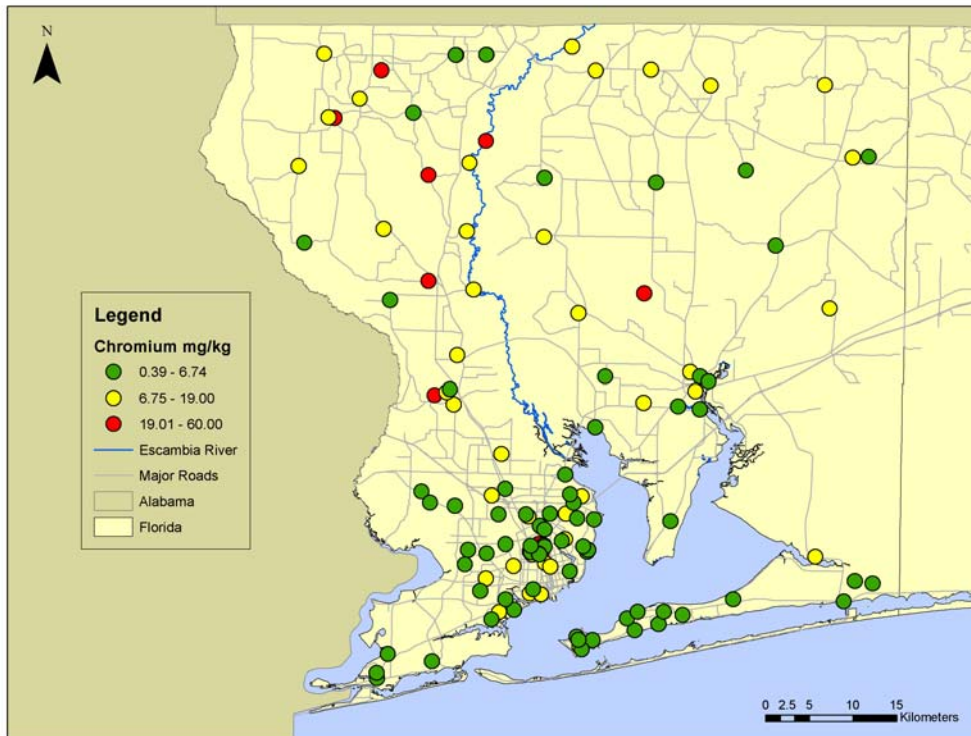 N
Legend
Chromium mg/kg
0.39 - 6.74
6.75 - 19.00
19.01 - 60.00
Escambia River
Major Roads
Alabama
Florida
0 2.5 5 10 15
Kilometers